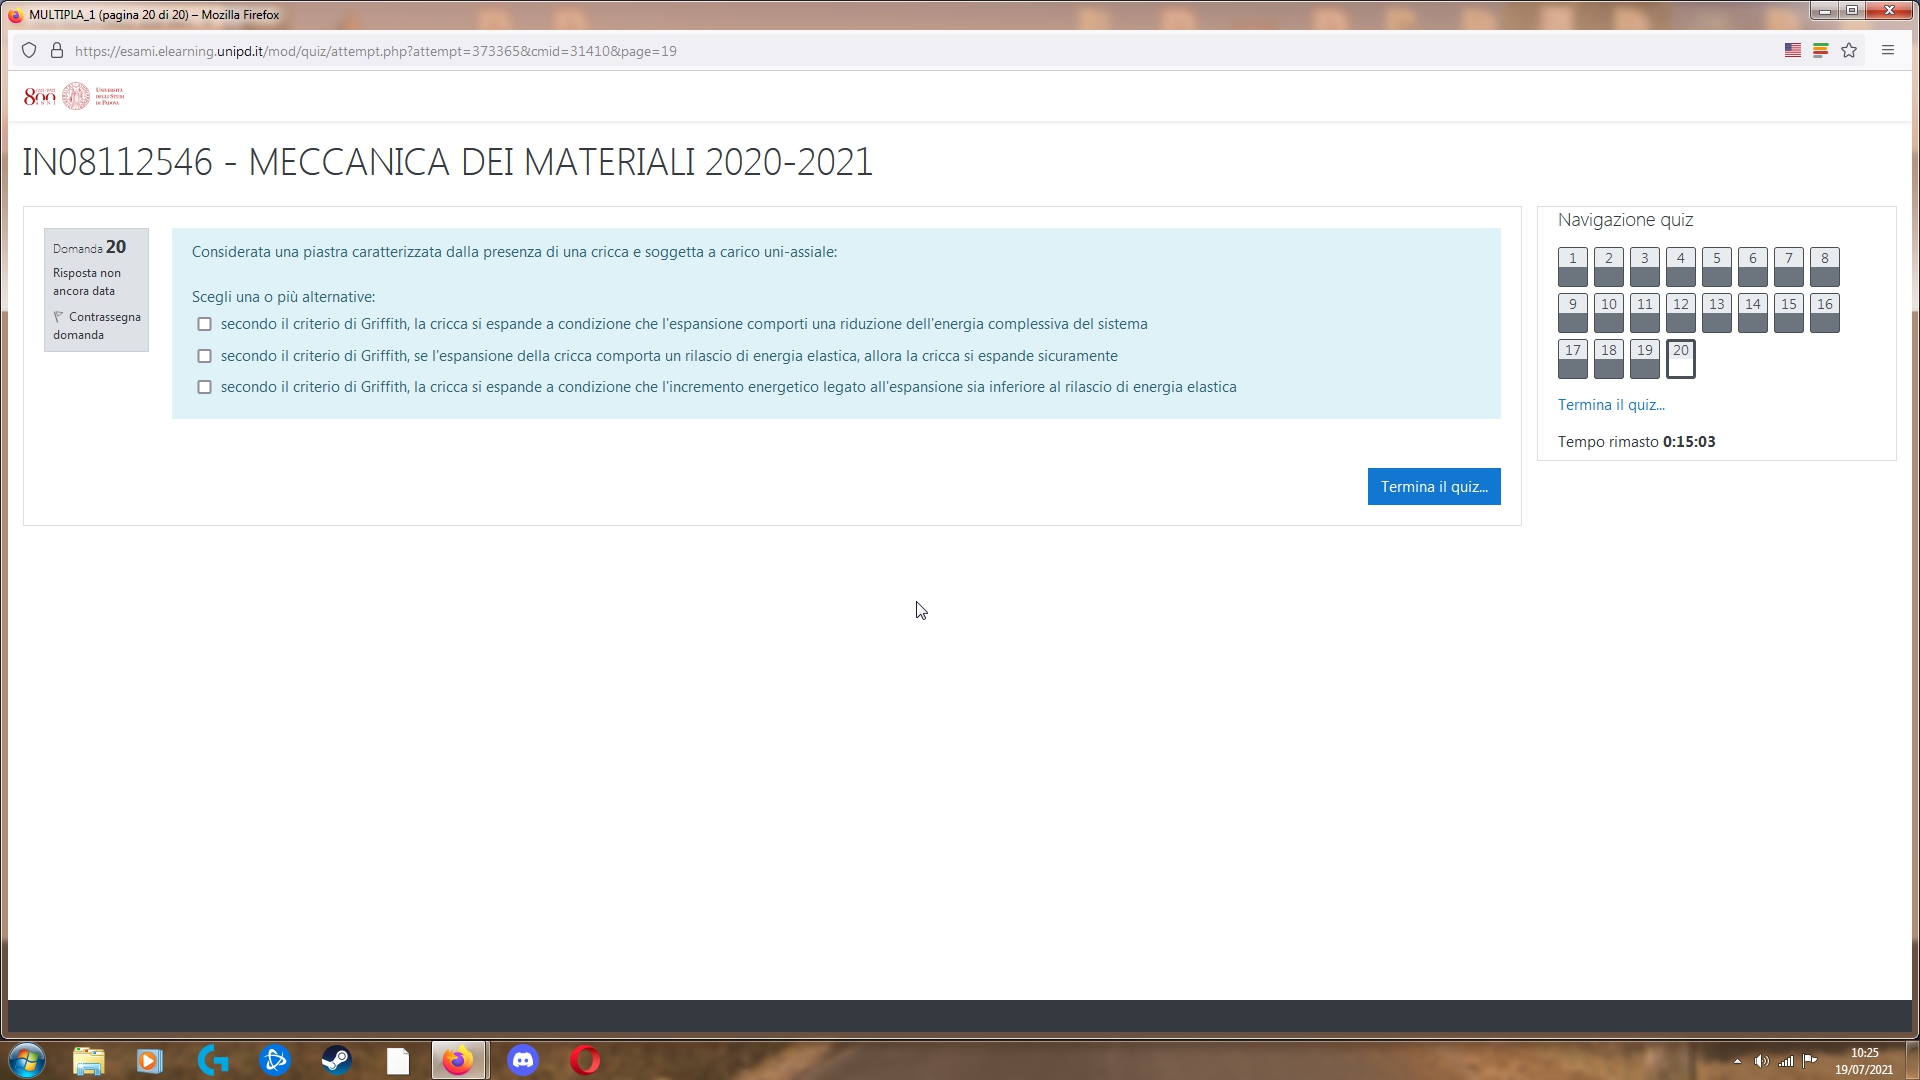 MULTIPLA_1 (pagina 20 di 20) – Mozilla Firefox
https://esami.elearning.unipd.it/mod/quiz/attempt.php?attempt=373365&cmid=31410&page=19
800 ANNI
UNIVERSITÀ DEGLI STUDI DI PADOVA
IN08112546 - MECCANICA DEI MATERIALI 2020-2021
Domanda 20
Risposta non ancora data
Contrassegna domanda
Considerata una piastra caratterizzata dalla presenza di una cricca e soggetta a carico uni-assiale:
Scegli una o più alternative:
secondo il criterio di Griffith, la cricca si espande a condizione che l'espansione comporti una riduzione dell'energia complessiva del sistema
secondo il criterio di Griffith, se l'espansione della cricca comporta un rilascio di energia elastica, allora la cricca si espande sicuramente
secondo il criterio di Griffith, la cricca si espande a condizione che l'incremento energetico legato all'espansione sia inferiore al rilascio di energia elastica
Termina il quiz...
Navigazione quiz
1 2 3 4 5 6 7 8
9 10 11 12 13 14 15 16
17 18 19 20
Termina il quiz...
Tempo rimasto 0:15:03
10:25
19/07/2021